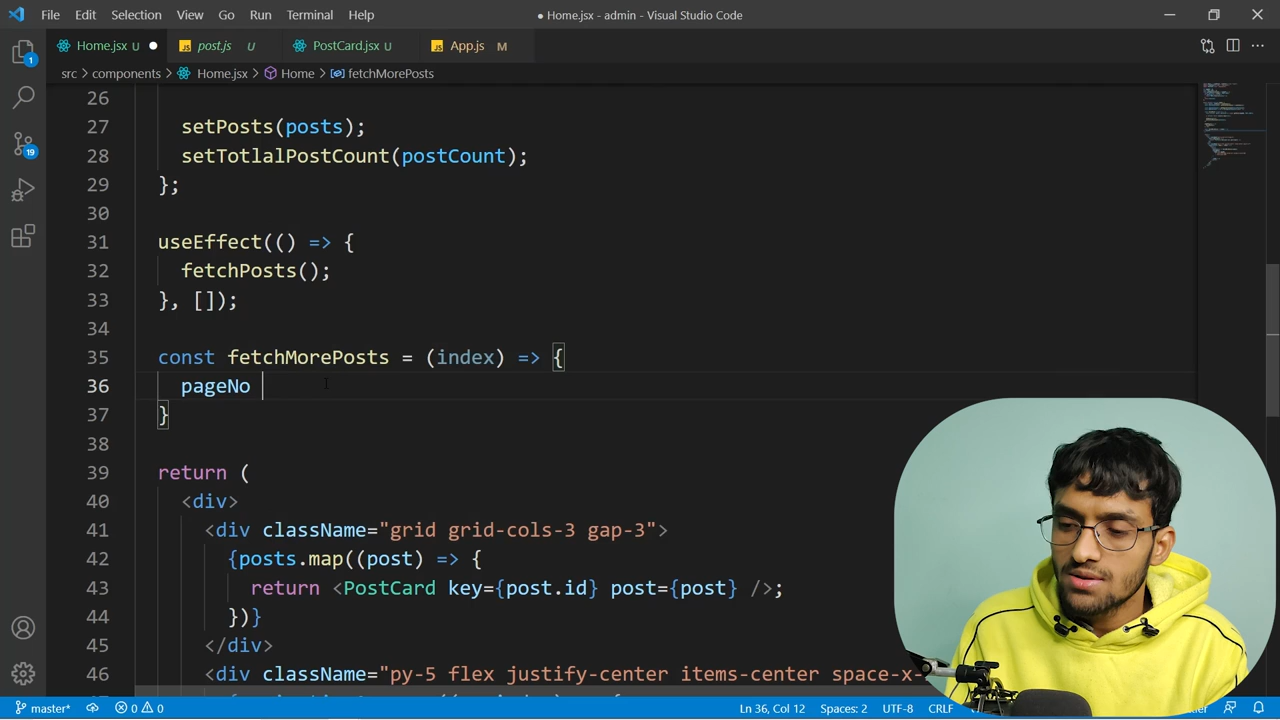 File Edit Selection View Go Run Terminal Help ● Home.jsx - admin - Visual Studio Code
Home.jsx U post.js U PostCard.jsx U App.js M
src > components > Home.jsx > Home > fetchMorePosts
1
19
26
27 setPosts(posts);
28 setTotlalPostCount(postCount);
29 };
30
31 useEffect(() => {
32 fetchPosts();
33 }, []);
34
35 const fetchMorePosts = (index) => {
36 pageNo
37 }
38
39 return (
40 <div>
41 <div className="grid grid-cols-3 gap-3">
42 {posts.map((post) => {
43 return <PostCard key={post.id} post={post} />;
44 })}
45 </div>
46 <div className="py-5 flex justify-center items-center space-x-
master* 0 0 Ln 36, Col 12 Spaces: 2 UTF-8 CRLF